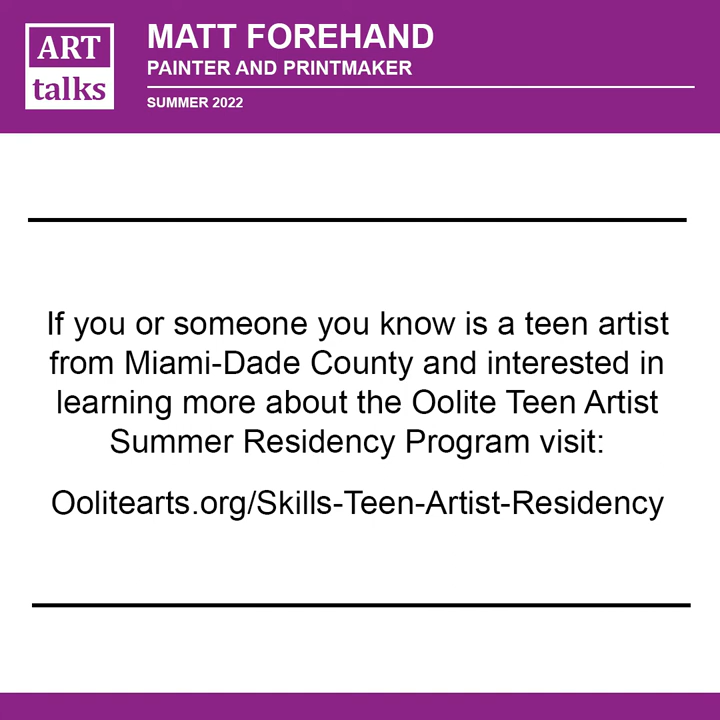 ART
talks
MATT FOREHAND
PAINTER AND PRINTMAKER
SUMMER 2022
If you or someone you know is a teen artist
from Miami-Dade County and interested in
learning more about the Oolite Teen Artist
Summer Residency Program visit:
Oolitearts.org/Skills-Teen-Artist-Residency